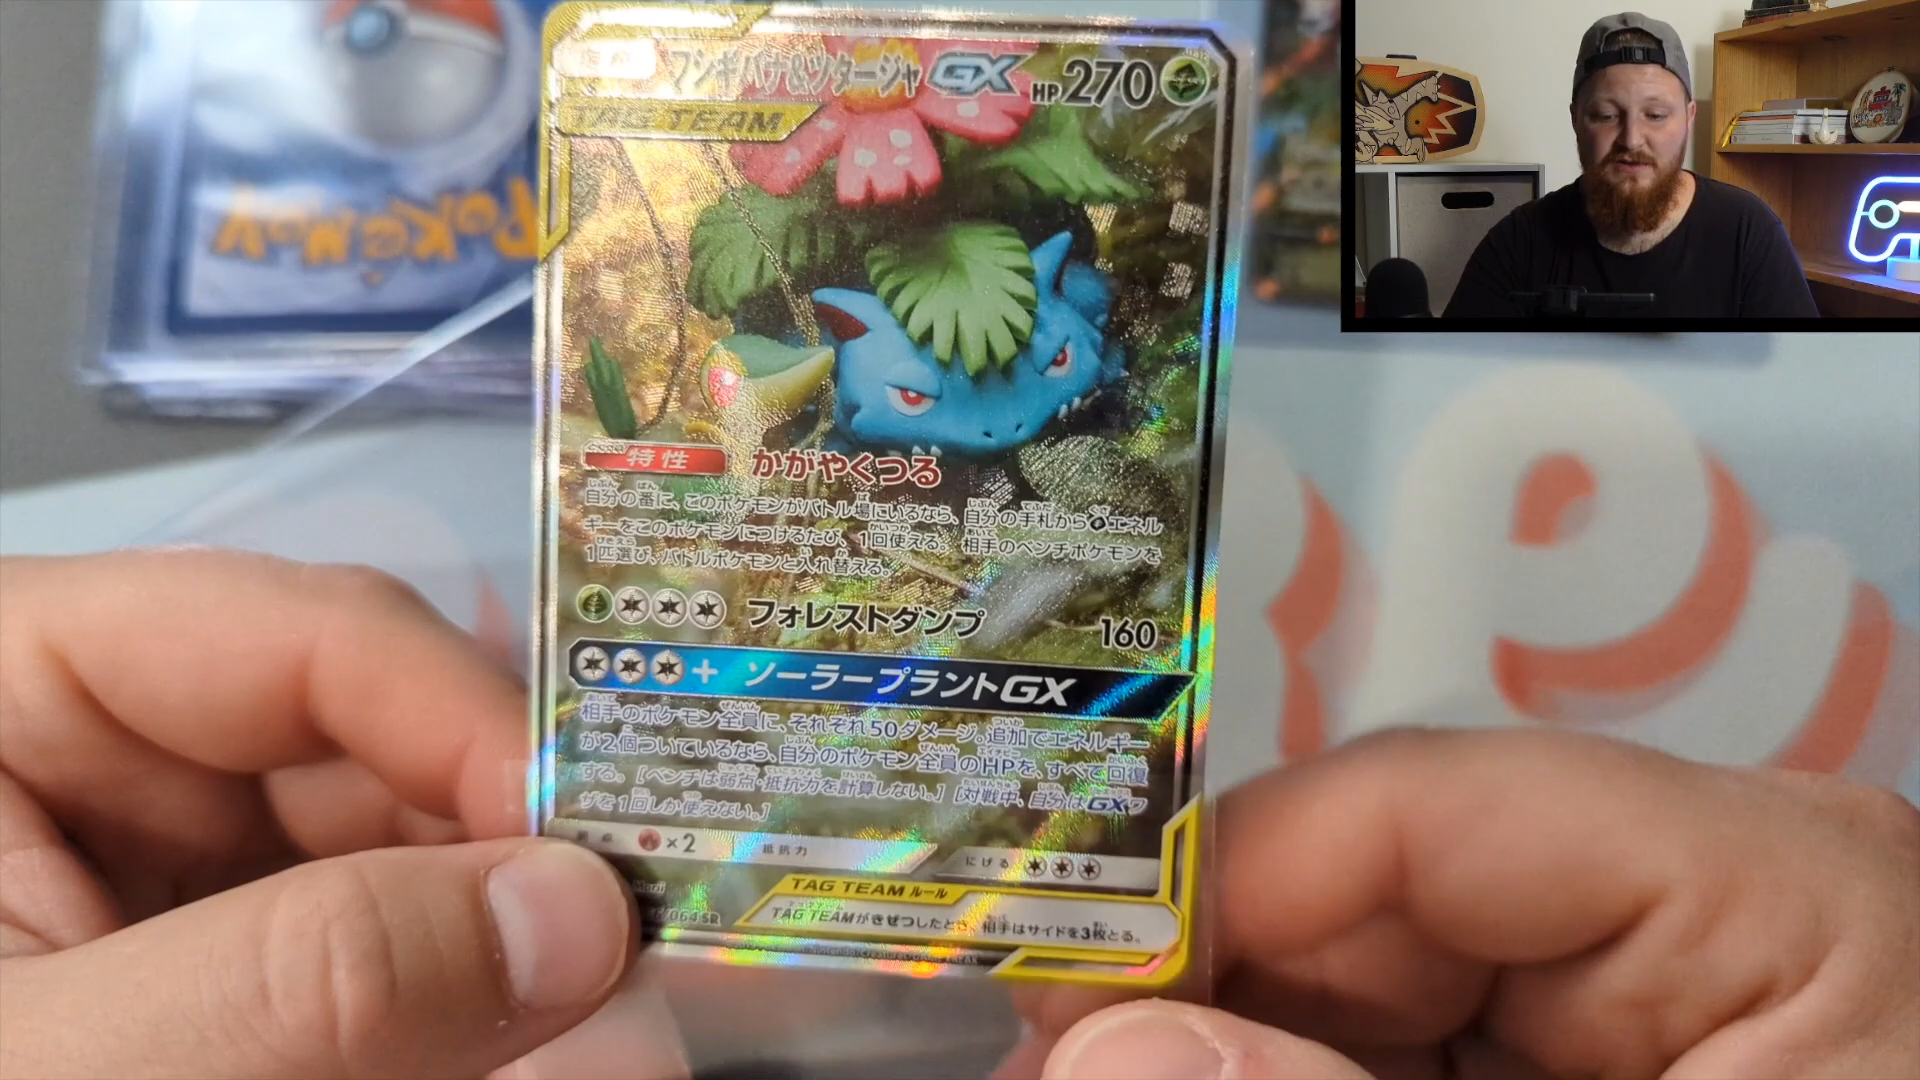 フシギバナ&ツタージャGX HP270
TAG TEAM
POKéMON
特性 かがやくつる
自分の番に、このポケモンがバトル場にいるなら、自分の手札からエネル
ギーをこのポケモンにつけるたび、1回使える。相手のベンチポケモンを
1匹選び、バトルポケモンと入れ替える。
フォレストダンプ 160
+ ソーラープラントGX
相手のポケモン全員に、それぞれ50ダメージ。追加でエネルギー
が2個ついているなら、自分のポケモン全員のHPを、すべて回復
する。[ベンチは弱点・抵抗力を計算しない。] [対戦中、自分はGXワ
ザを1回しか使えない。]
×2 抵抗力 にげる
Morii
TAG TEAM ルール
/064 SR
TAG TEAMがきぜつしたとき、相手はサイドを3枚とる。